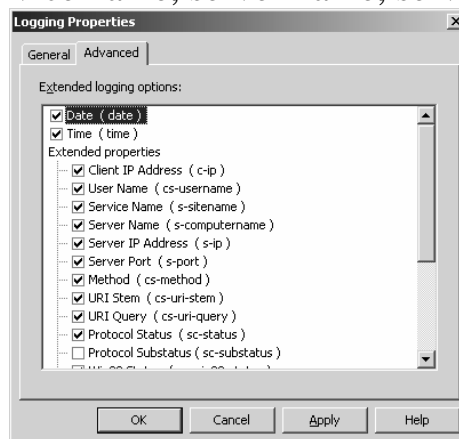 Logging Properties
General
Advanced
Extended logging options:
Date ( date )
Time ( time )
Extended properties
Client IP Address ( c-ip )
User Name ( cs-username )
Service Name ( s-sitename )
Server Name ( s-computername )
Server IP Address ( s-ip )
Server Port ( s-port )
Method ( cs-method )
URI Stem ( cs-uri-stem )
URI Query ( cs-uri-query )
Protocol Status ( sc-status )
Protocol Substatus ( sc-substatus )
OK
Cancel
Apply
Help